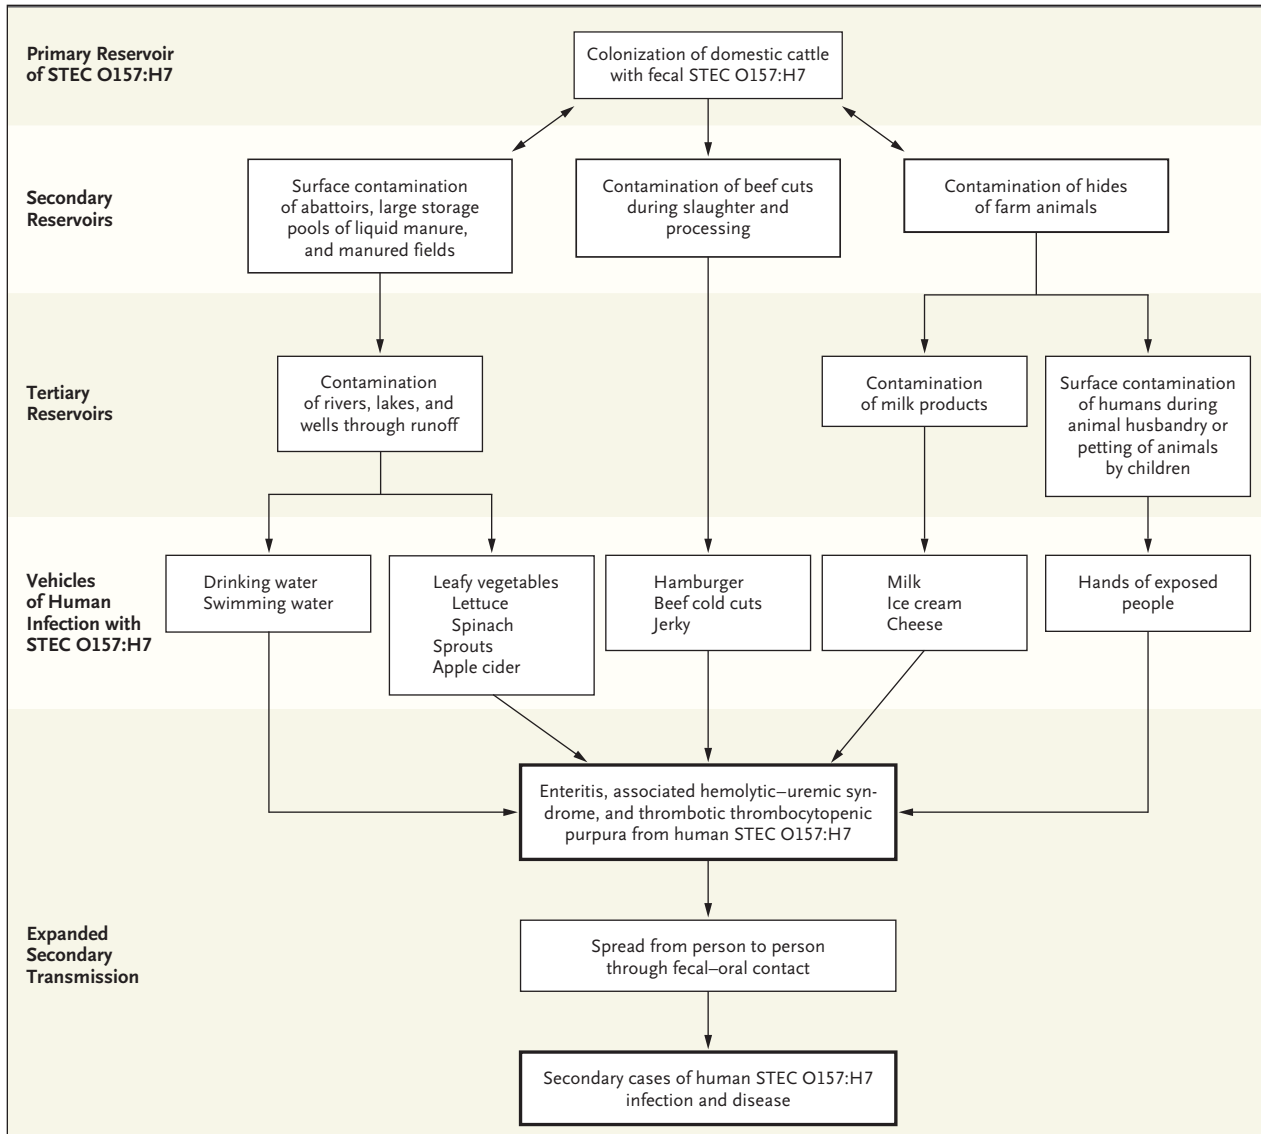 Primary Reservoir
of STEC O157:H7
Colonization of domestic cattle
with fecal STEC O157:H7
Secondary
Reservoirs
Surface contamination
of abattoirs, large storage
pools of liquid manure,
and manured fields
Contamination of beef cuts
during slaughter and
processing
Contamination of hides
of farm animals
Tertiary
Reservoirs
Contamination
of rivers, lakes, and
wells through runoff
Contamination
of milk products
Surface contamination
of humans during
animal husbandry or
petting of animals
by children
Vehicles
of Human
Infection with
STEC O157:H7
Drinking water
Swimming water
Leafy vegetables
Lettuce
Spinach
Sprouts
Apple cider
Hamburger
Beef cold cuts
Jerky
Milk
Ice cream
Cheese
Hands of exposed
people
Enteritis, associated hemolytic–uremic syn-
drome, and thrombotic thrombocytopenic
purpura from human STEC O157:H7
Expanded
Secondary
Transmission
Spread from person to person
through fecal–oral contact
Secondary cases of human STEC O157:H7
infection and disease